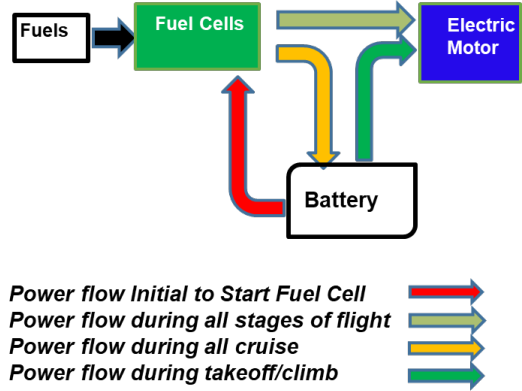 Fuels
Fuel Cells
Electric
Motor
Battery
Power flow Initial to Start Fuel Cell
Power flow during all stages of flight
Power flow during all cruise
Power flow during takeoff/climb